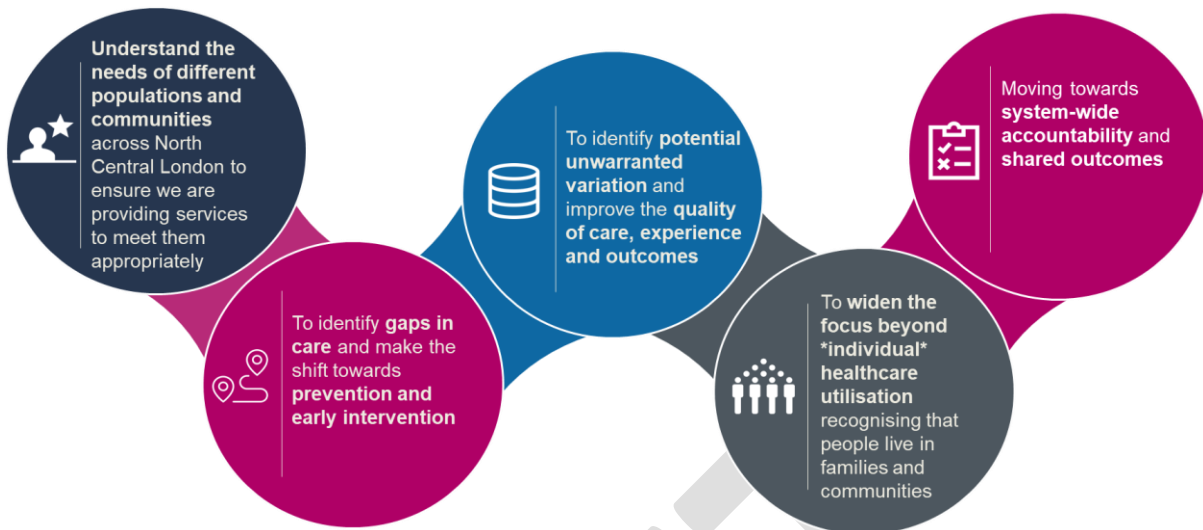 Understand the
needs of different
populations and
communities
across North
Central London to
ensure we are
providing services
to meet them
appropriately
To identify gaps in
care and make the
shift towards
prevention and
early intervention
To identify potential
unwarranted
variation and
improve the quality
of care, experience
and outcomes
To widen the
focus beyond
*individual*
healthcare
utilisation
recognising that
people live in
families and
communities
Moving towards
system-wide
accountability and
shared outcomes